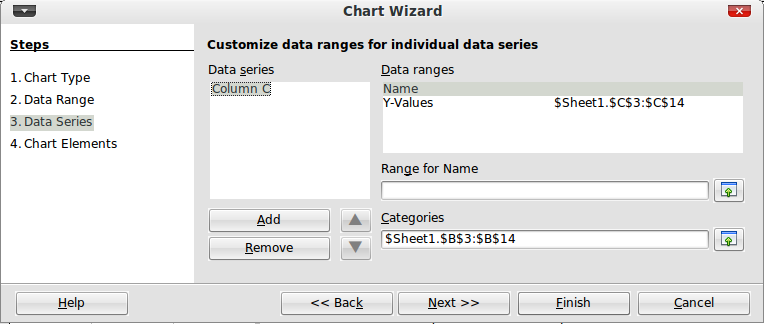 Chart Wizard
Steps
1. Chart Type
2. Data Range
3. Data Series
4. Chart Elements
Customize data ranges for individual data series
Data series
Column C
Add
Remove
Data ranges
Name
Y-Values $Sheet1.$C$3:$C$14
Range for Name
Categories
$Sheet1.$B$3:$B$14
Help
<< Back
Next >>
Finish
Cancel